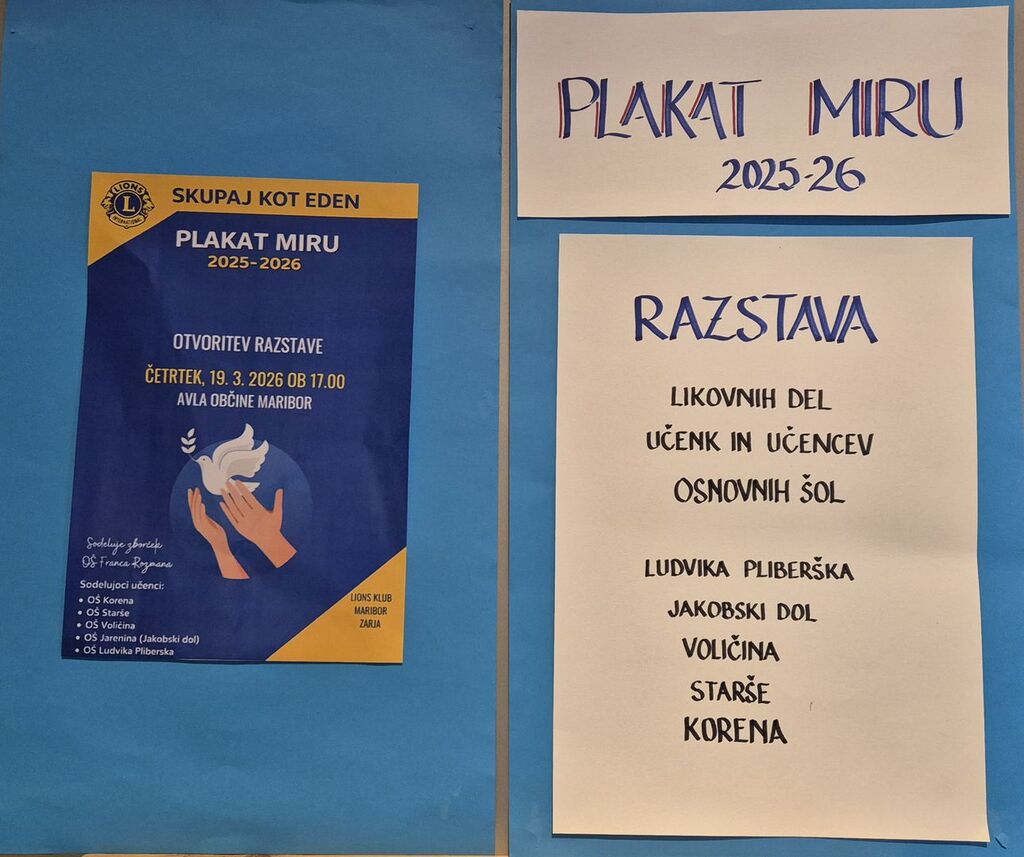 LIONS
L
INTERNATIONAL
SKUPAJ KOT EDEN
PLAKAT MIRU
2025-2026
OTVORITEV RAZSTAVE
ČETRTEK, 19. 3. 2026 OB 17.00
AVLA OBČINE MARIBOR
Sodeluje zborček
OŠ Franca Rozmana
Sodelujoči učenci:
• OŠ Korena
• OŠ Starše
• OŠ Voličina
• OŠ Jarenina (Jakobski dol)
• OŠ Ludvika Pliberska
LIONS KLUB
MARIBOR
ZARJA
PLAKAT MIRU
2025-26
RAZSTAVA
LIKOVNIH DEL
UČENK IN UČENCEV
OSNOVNIH ŠOL
LUDVIKA PLIBERŠKA
JAKOBSKI DOL
VOLIČINA
STARŠE
KORENA